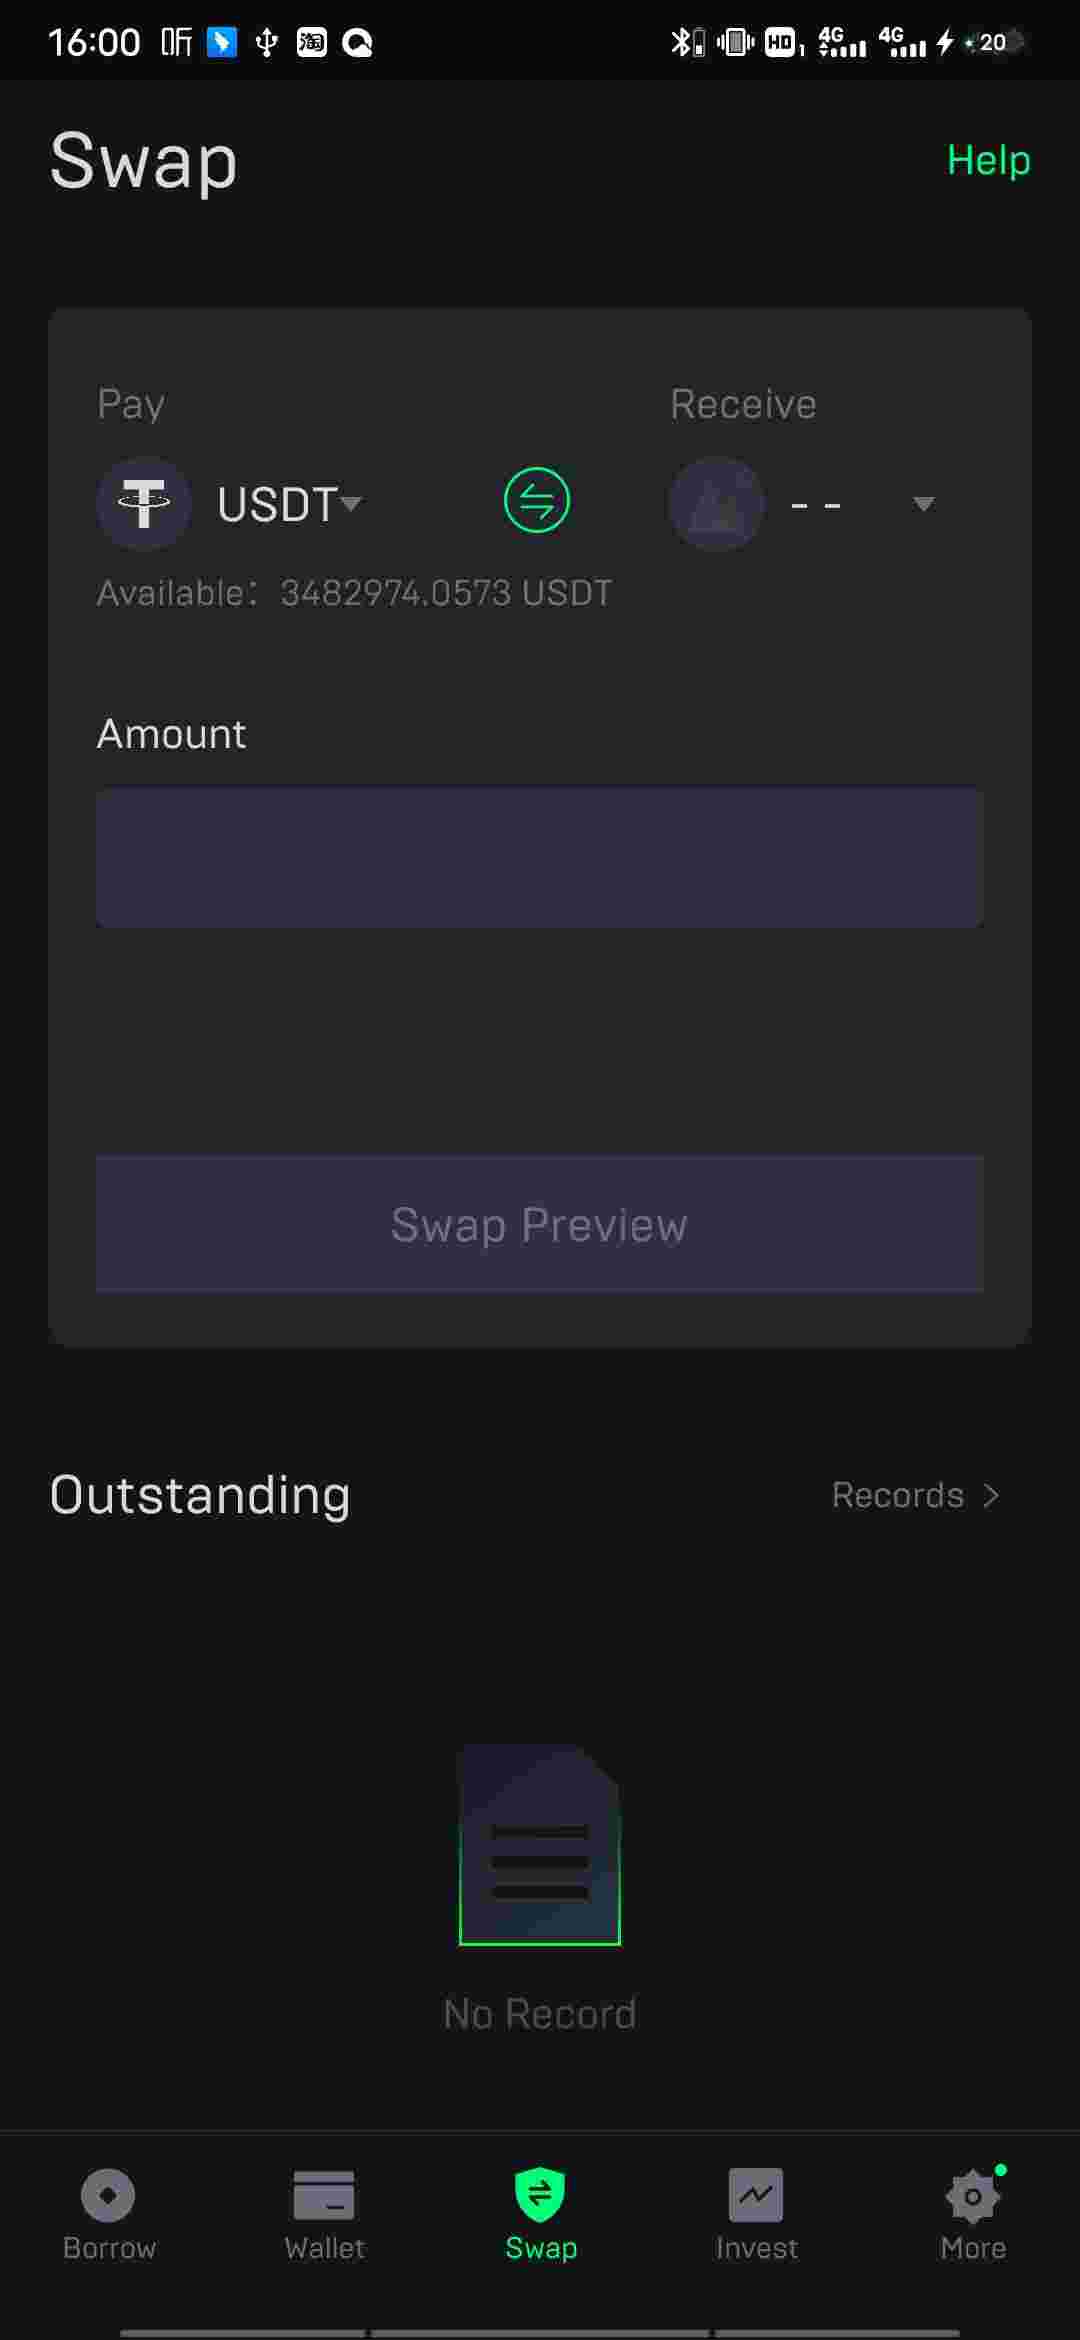 16:00 听 淘 HD 1 4G 4G 20
Swap
Help
Pay
Receive
USDT
- -
Available: 3482974.0573 USDT
Amount
Swap Preview
Outstanding
Records >
No Record
Borrow
Wallet
Swap
Invest
More